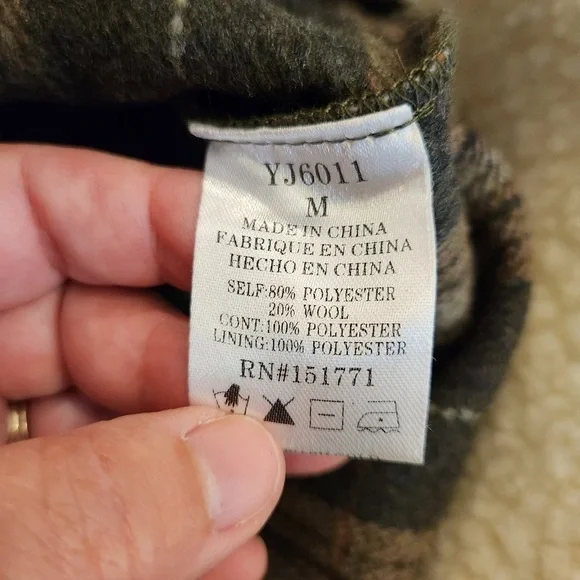 YJ6011
M
MADE IN CHINA
FABRIQUE EN CHINA
HECHO EN CHINA
SELF:80% POLYESTER
20% WOOL
CONT:100% POLYESTER
LINING:100% POLYESTER
RN#151771